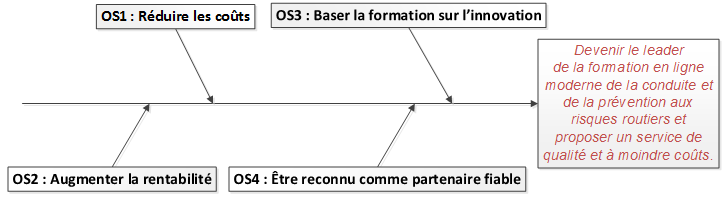 OS1 : Réduire les coûts
OS3 : Baser la formation sur l'innovation
Devenir le leader
de la formation en ligne
moderne de la conduite et
de la prévention aux
risques routiers et
proposer un service de
qualité et à moindre coûts.
OS2 : Augmenter la rentabilité
OS4 : Être reconnu comme partenaire fiable